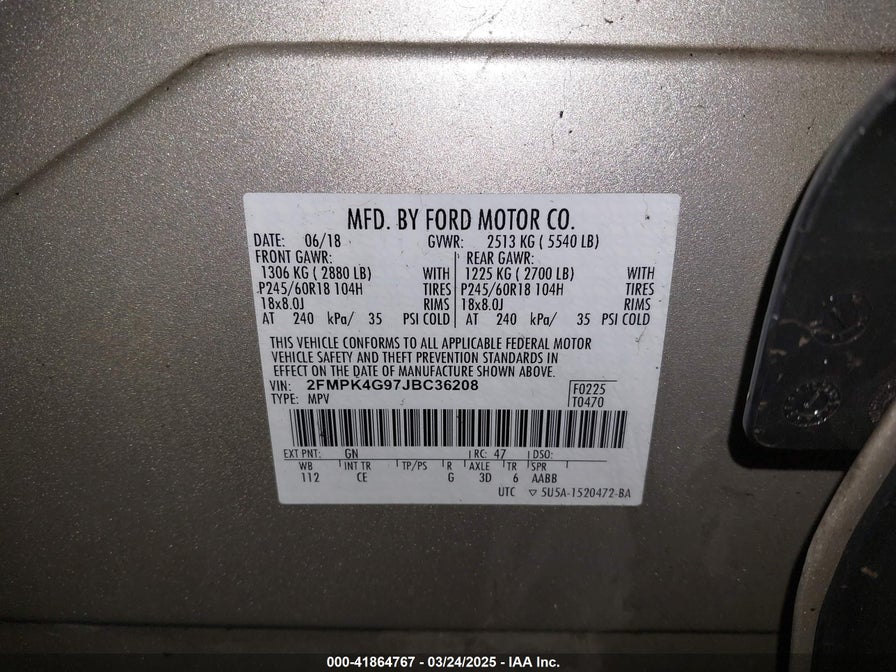 MFD. BY FORD MOTOR CO.
DATE: 06/18 GVWR: 2513 KG ( 5540 LB)
FRONT GAWR: REAR GAWR:
1306 KG ( 2880 LB) WITH 1225 KG ( 2700 LB) WITH
P245/60R18 104H TIRES P245/60R18 104H TIRES
18x8.0J RIMS 18x8.0J RIMS
AT 240 kPa/ 35 PSI COLD AT 240 kPa/ 35 PSI COLD
THIS VEHICLE CONFORMS TO ALL APPLICABLE FEDERAL MOTOR
VEHICLE SAFETY AND THEFT PREVENTION STANDARDS IN
EFFECT ON THE DATE OF MANUFACTURE SHOWN ABOVE.
VIN: 2FMPK4G97JBC36208 F0225
TYPE: MPV T0470
EXT PNT: GN RC: 47 DSO:
WB INT TR TP/PS R AXLE TR SPR
112 CE G 3D 6 AABB
UTC ▽ 5U5A-1520472-BA
000-41864767 - 03/24/2025 - IAA Inc.